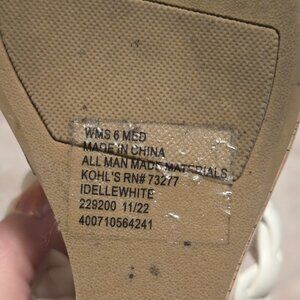 WMS 6 MED
MADE IN CHINA
ALL MAN MADE MATERIALS
KOHL'S RN# 73277
IDELLEWHITE
229200 11/22
400710564241